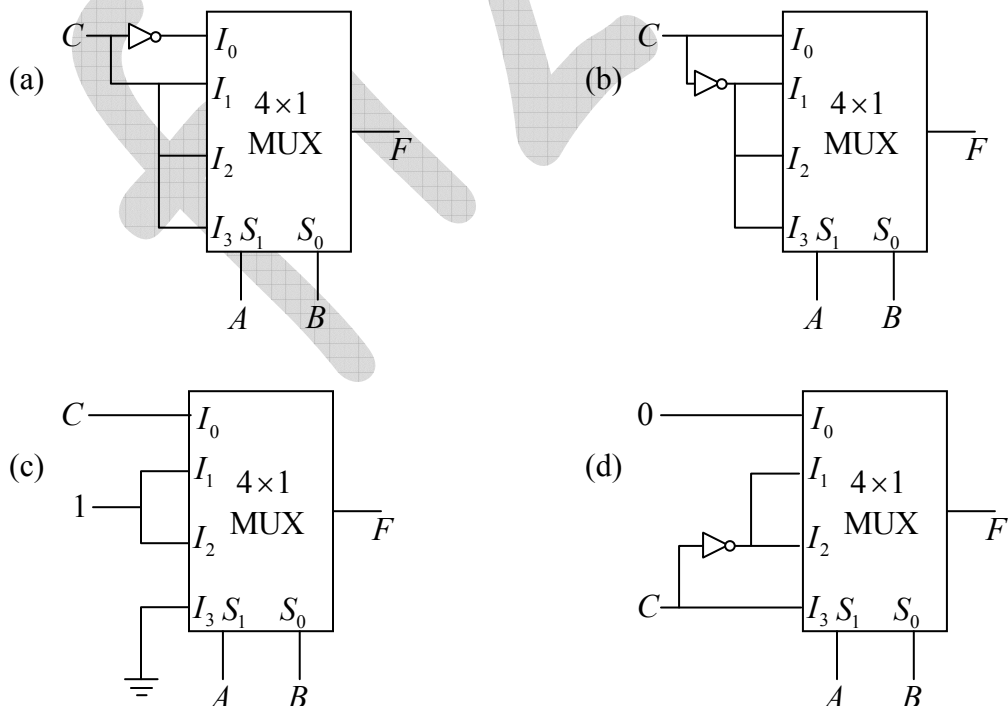 (a)
C
I₀
I₁
4×1
MUX
I₂
I₃ S₁ S₀
F
A B
(b)
C
I₀
I₁
4×1
MUX
I₂
I₃ S₁ S₀
F
A B
(c)
C
I₀
I₁
1
4×1
MUX
I₂
I₃ S₁ S₀
F
A B
(d)
0
I₀
I₁
4×1
MUX
I₂
C
I₃ S₁ S₀
F
A B